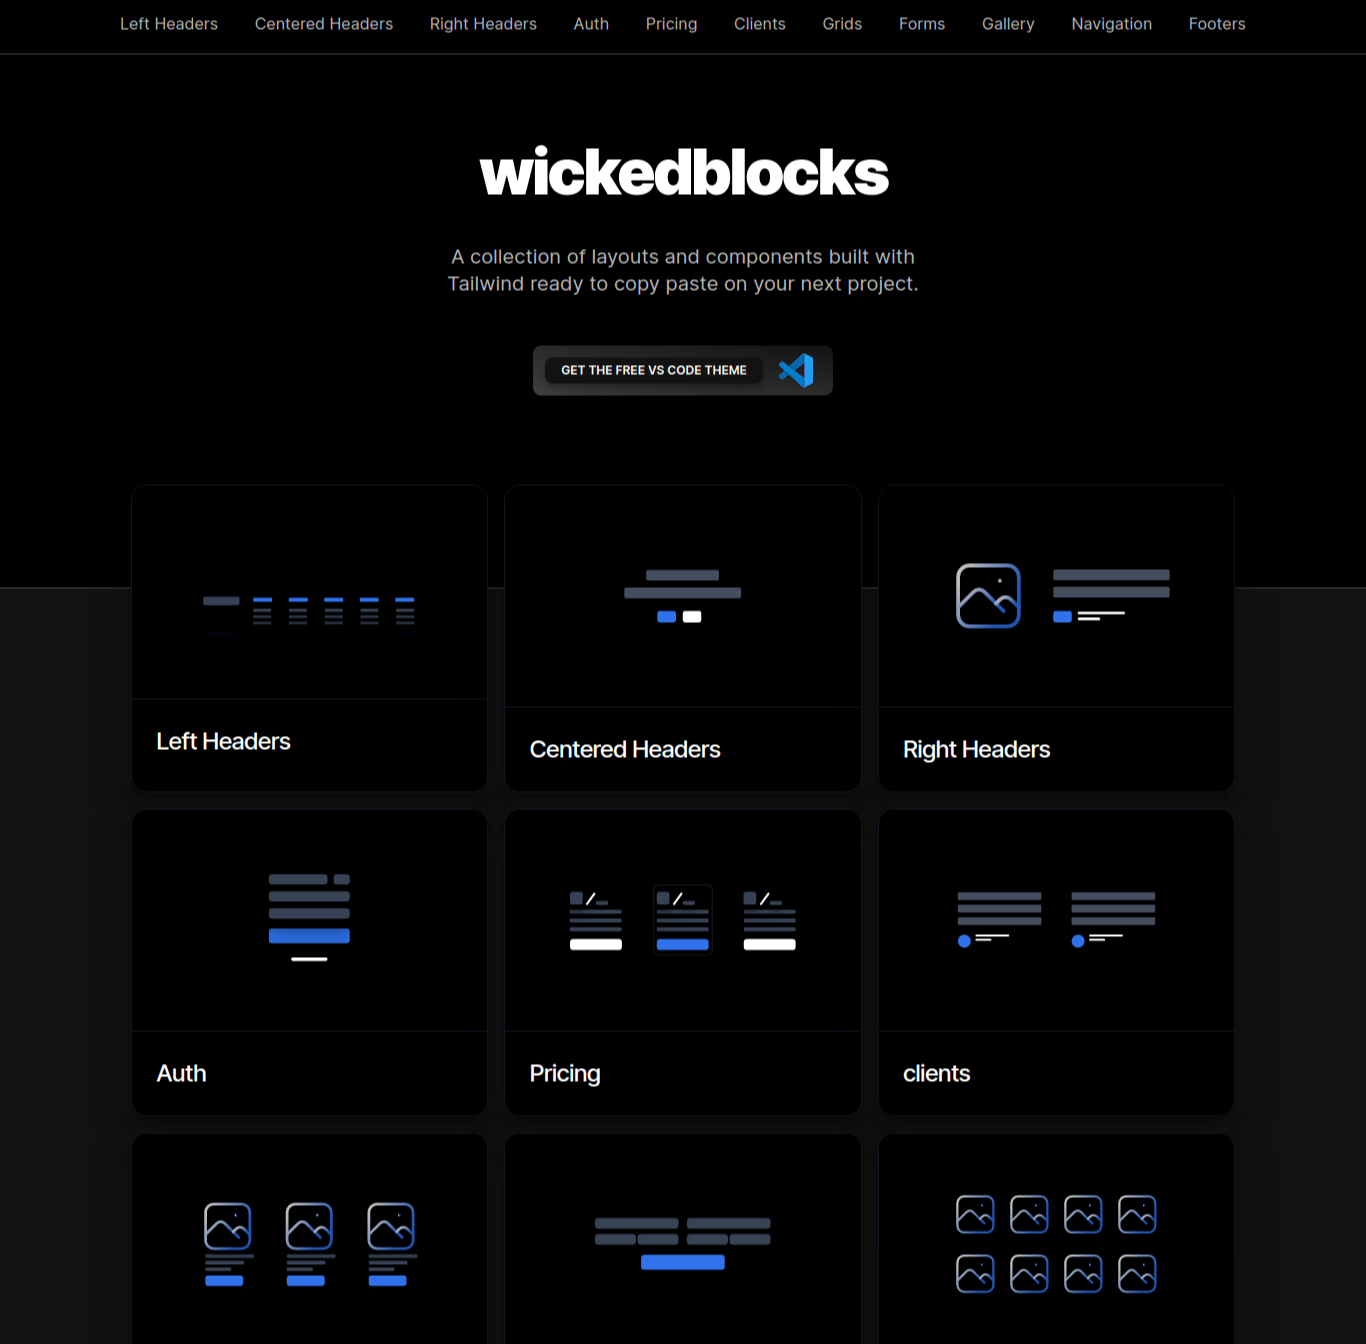 Left Headers Centered Headers Right Headers Auth Pricing Clients Grids Forms Gallery Navigation Footers
wickedblocks
A collection of layouts and components built with
Tailwind ready to copy paste on your next project.
GET THE FREE VS CODE THEME
Left Headers
Centered Headers
Right Headers
Auth
Pricing
clients